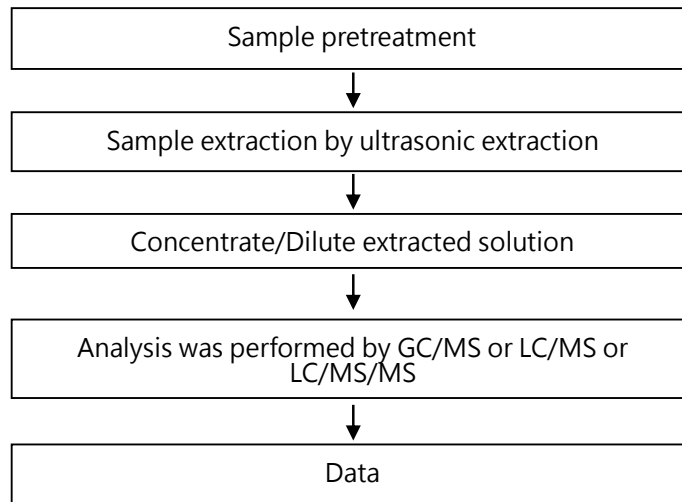 Sample pretreatment
Sample extraction by ultrasonic extraction
Concentrate/Dilute extracted solution
Analysis was performed by GC/MS or LC/MS or
LC/MS/MS
Data